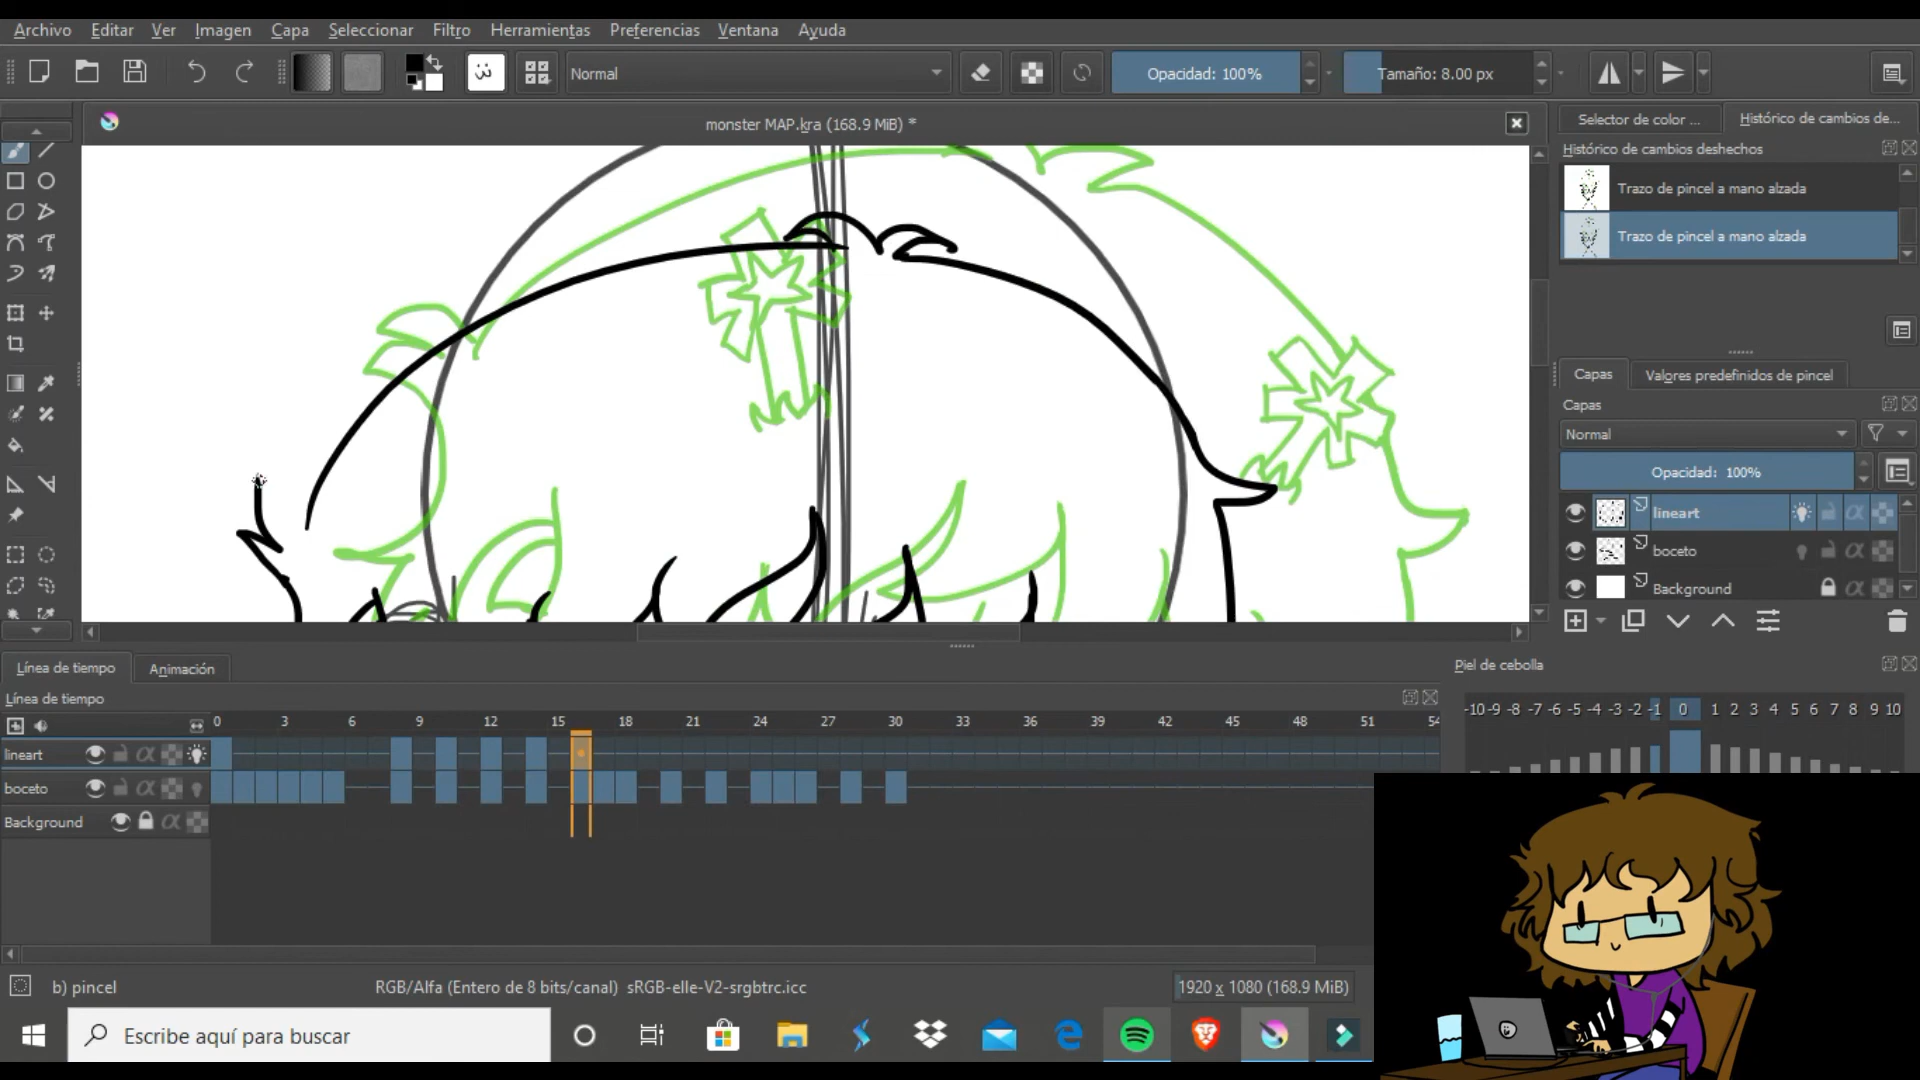 Archivo Editar Ver Imagen Capa Seleccionar Filtro Herramientas Preferencias Ventana Ayuda
Normal Opacidad: 100% Tamaño: 8.00 px
monster MAP.kra (168.9 MiB) *
Selector de color ... Histórico de cambios de...
Histórico de cambios deshechos
Trazo de pincel a mano alzada
Trazo de pincel a mano alzada
Capas Valores predefinidos de pincel
Capas
Normal
Opacidad: 100%
lineart
boceto
Background
Línea de tiempo Animación
Línea de tiempo
Piel de cebolla
0 3 6 9 12 15 18 21 24 27 30 33 36 39 42 45 48 51 54
-10 -9 -8 -7 -6 -5 -4 -3 -2 -1 0 1 2 3 4 5 6 7 8 9 10
lineart
boceto
Background
b) pincel RGB/Alfa (Entero de 8 bits/canal) sRGB-elle-V2-srgbtrc.icc 1920 x 1080 (168.9 MiB)
Escribe aquí para buscar